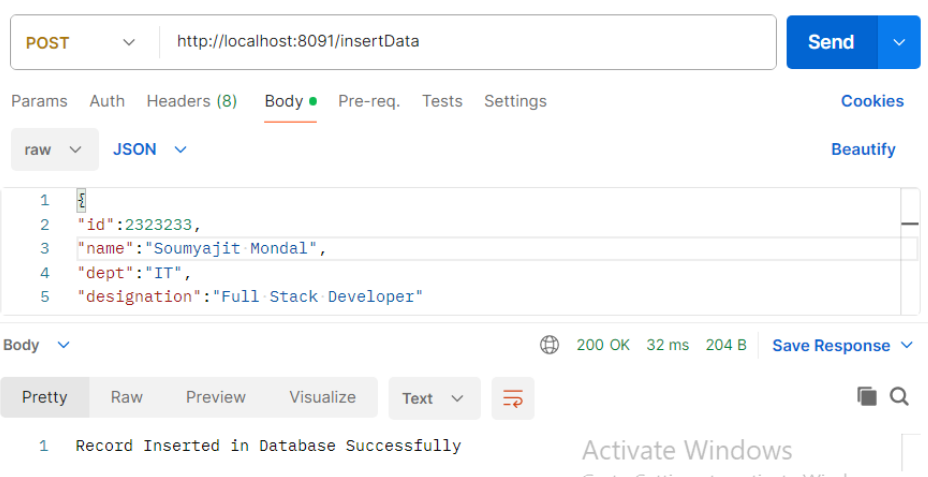 POST http://localhost:8091/insertData Send
Params Auth Headers (8) Body Pre-req. Tests Settings Cookies
raw JSON Beautify
1 {
2 "id":2323233,
3 "name":"Soumyajit Mondal",
4 "dept":"IT",
5 "designation":"Full Stack Developer"
Body 200 OK 32 ms 204 B Save Response
Pretty Raw Preview Visualize Text
1 Record Inserted in Database Successfully
Activate Windows